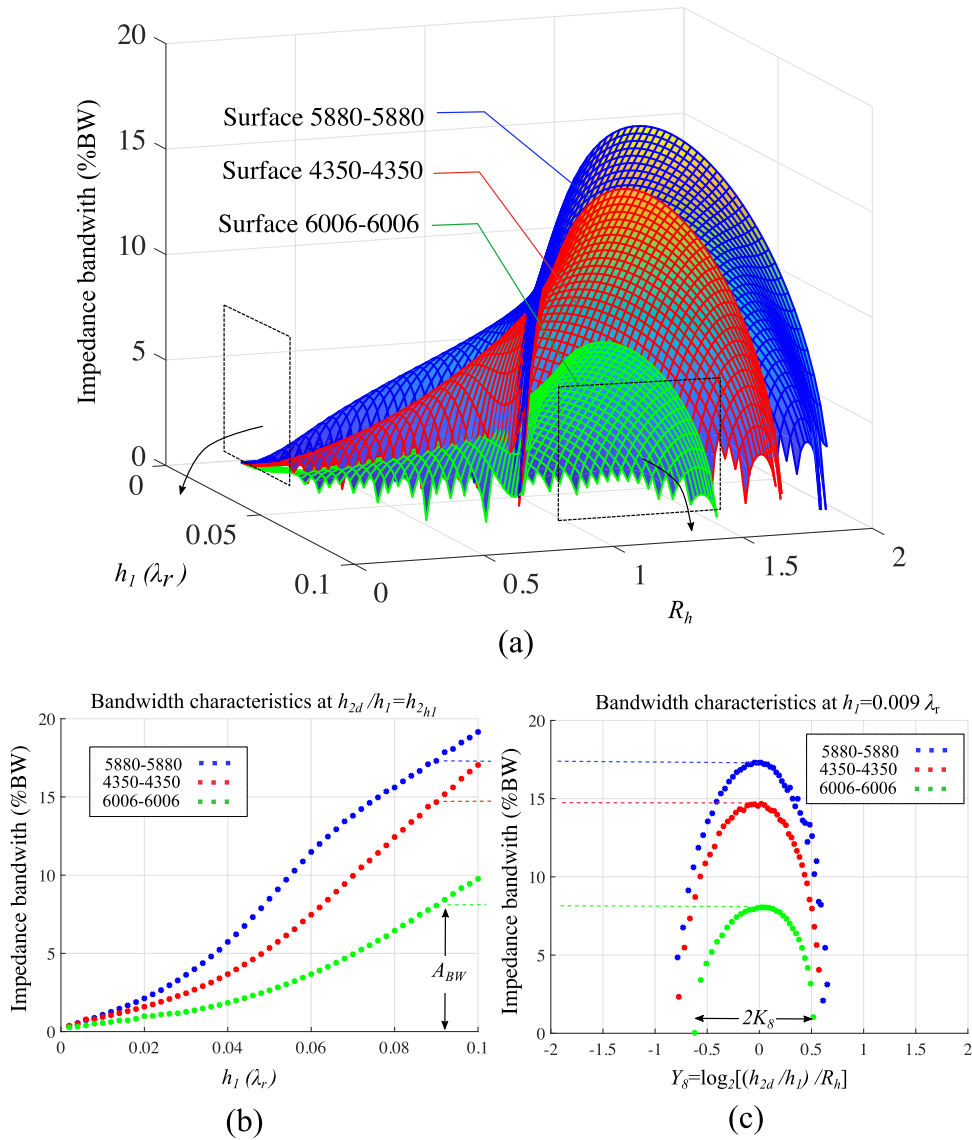 20
15
10
5
0
Impedance bandwith (%BW)
Surface 5880-5880
Surface 4350-4350
Surface 6006-6006
0
0.05
0.1
h1 (λr)
0
0.5
1
1.5
2
Rh
(a)
Bandwidth characteristics at h2d /h1=h2h1
20
15
10
5
0
Impedance bandwith (%BW)
5880-5880
4350-4350
6006-6006
ABW
0
0.02
0.04
0.06
0.08
0.1
h1 (λr)
(b)
Bandwidth characteristics at h1=0.009 λr
20
15
10
5
0
Impedance bandwith (%BW)
5880-5880
4350-4350
6006-6006
2K8
-2
-1.5
-1
-0.5
0
0.5
1
1.5
2
Y8=log2[(h2d /h1) /Rh]
(c)